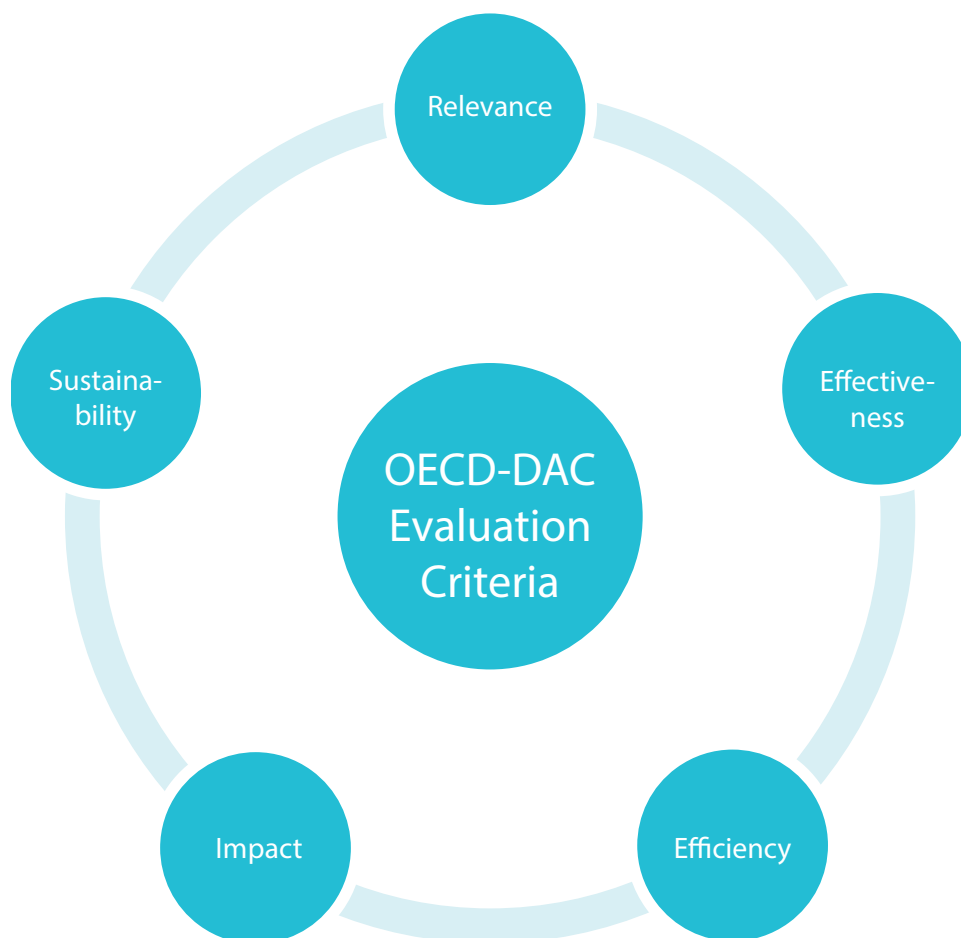 Relevance
Effective-
ness
Efficiency
Impact
Sustaina-
bility
OECD-DAC
Evaluation
Criteria